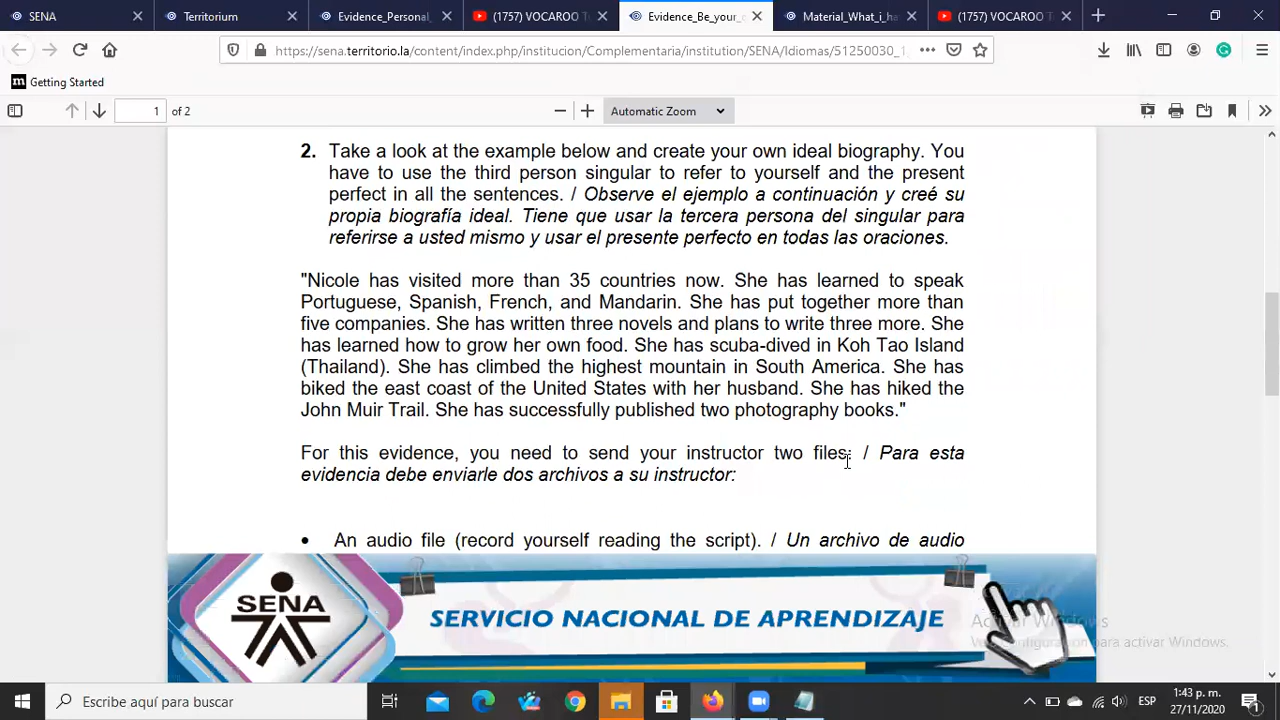 SENA
Territorium
Evidence_Personal_
(1757) VOCAROO T
Evidence_Be_your_o
Material_What_i_ha
(1757) VOCAROO T
https://sena.territorio.la/content/index.php/institucion/Complementaria/institution/SENA/Idiomas/51250030_1
m Getting Started
1 of 2
Automatic Zoom
2. Take a look at the example below and create your own ideal biography. You
have to use the third person singular to refer to yourself and the present
perfect in all the sentences. / Observe el ejemplo a continuación y creé su
propia biografía ideal. Tiene que usar la tercera persona del singular para
referirse a usted mismo y usar el presente perfecto en todas las oraciones.
"Nicole has visited more than 35 countries now. She has learned to speak
Portuguese, Spanish, French, and Mandarin. She has put together more than
five companies. She has written three novels and plans to write three more. She
has learned how to grow her own food. She has scuba-dived in Koh Tao Island
(Thailand). She has climbed the highest mountain in South America. She has
biked the east coast of the United States with her husband. She has hiked the
John Muir Trail. She has successfully published two photography books."
For this evidence, you need to send your instructor two files: / Para esta
evidencia debe enviarle dos archivos a su instructor:
• An audio file (record yourself reading the script). / Un archivo de audio
SENA
SERVICIO NACIONAL DE APRENDIZAJE
Activar Windows
para activar Windows.
Escribe aquí para buscar
ESP
1:43 p. m.
27/11/2020